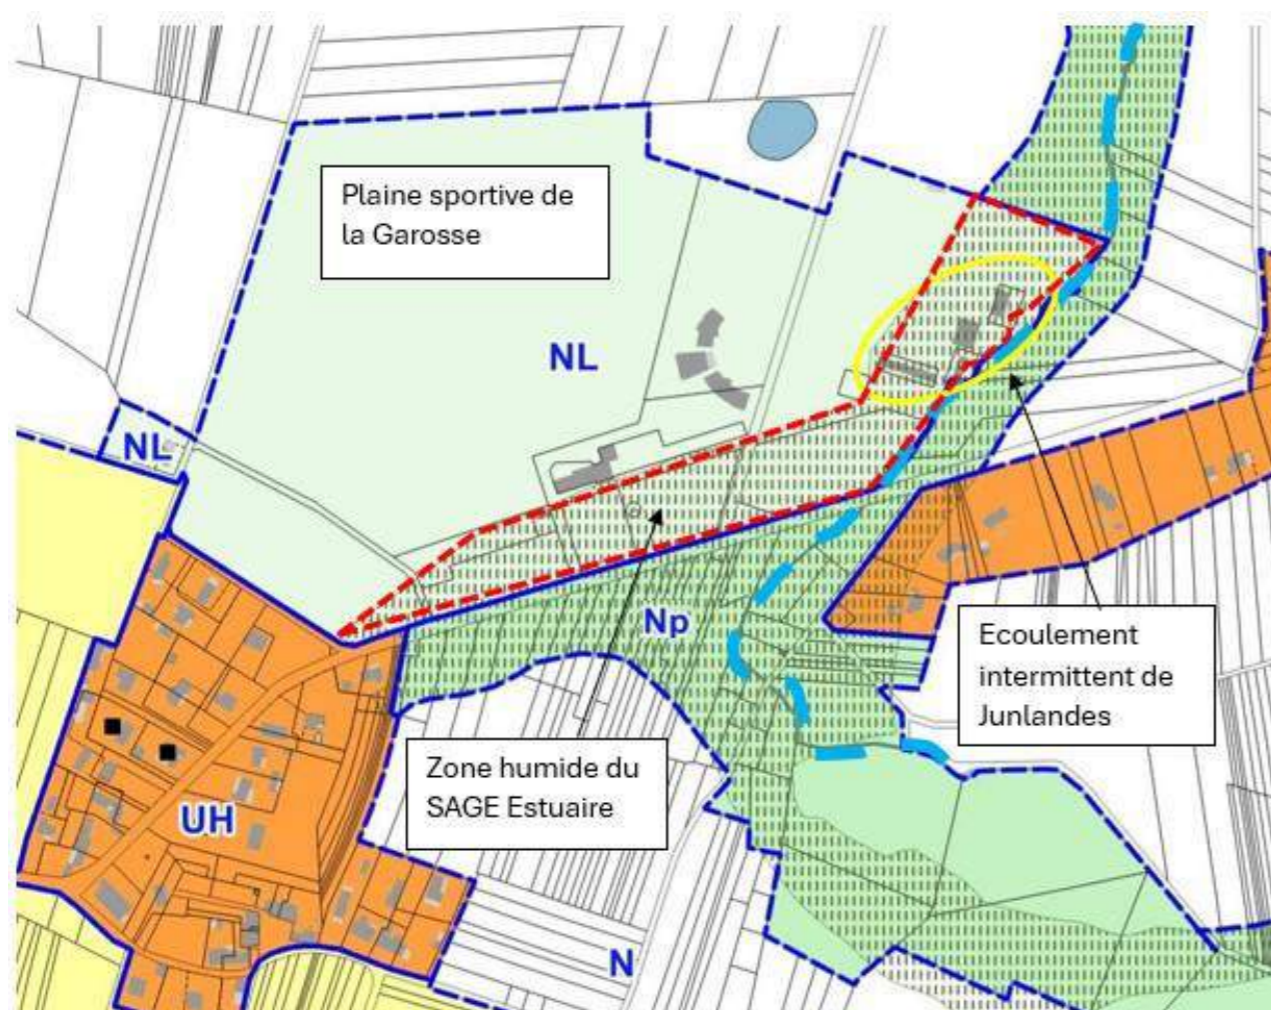 Plaine sportive de
la Garosse
NL
NL
Np
Ecoulement
intermittent de
Junlandes
Zone humide du
SAGE Estuaire
UH
N